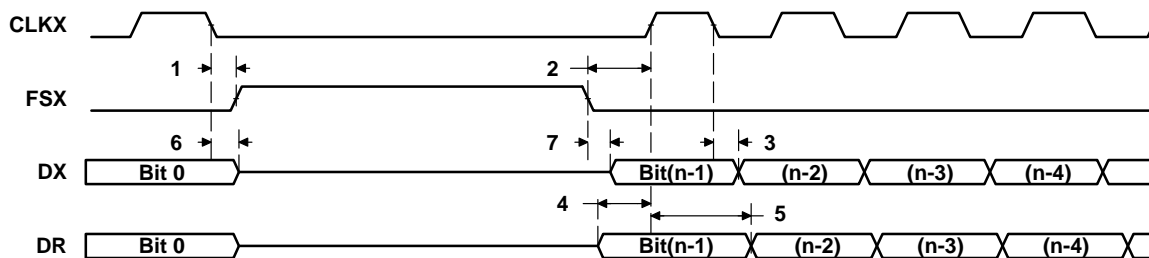 CLKX
1 2
FSX
6 7 3
DX Bit 0 Bit(n-1) (n-2) (n-3) (n-4)
4 5
DR Bit 0 Bit(n-1) (n-2) (n-3) (n-4)